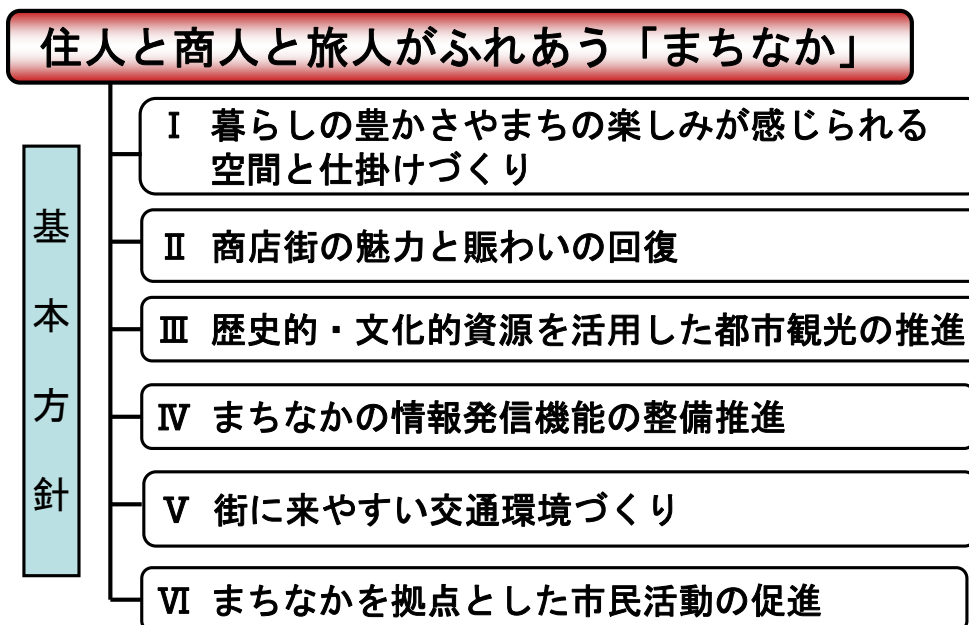 住人と商人と旅人がふれあう「まちなか」
基本方針
Ⅰ 暮らしの豊かさやまちの楽しみが感じられる
空間と仕掛けづくり
Ⅱ 商店街の魅力と賑わいの回復
Ⅲ 歴史的・文化的資源を活用した都市観光の推進
Ⅳ まちなかの情報発信機能の整備推進
Ⅴ 街に来やすい交通環境づくり
Ⅵ まちなかを拠点とした市民活動の促進